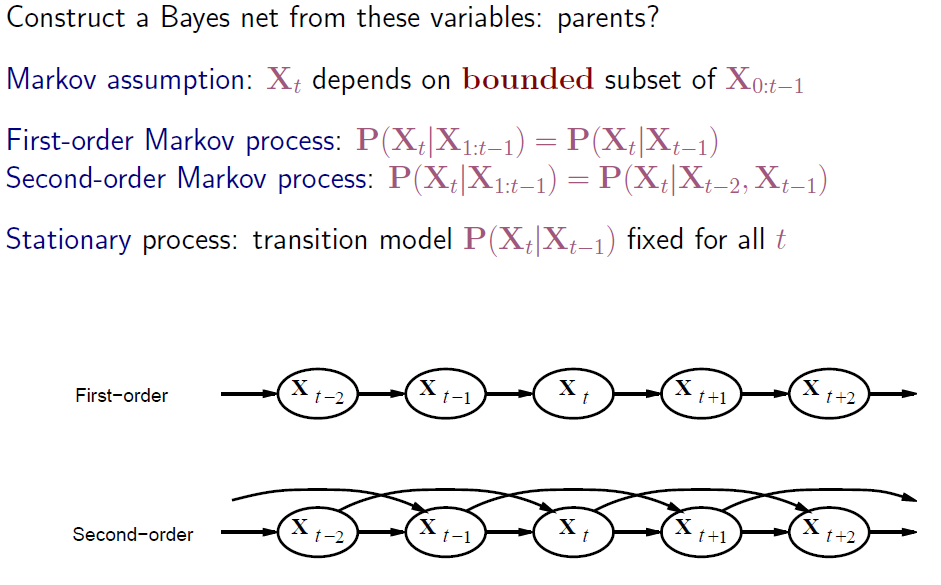 Construct a Bayes net from these variables: parents?
Markov assumption: X_t depends on bounded subset of X_{0:t−1}
First-order Markov process: P(X_t|X_{1:t−1}) = P(X_t|X_{t−1})
Second-order Markov process: P(X_t|X_{1:t−1}) = P(X_t|X_{t−2}, X_{t−1})
Stationary process: transition model P(X_t|X_{t−1}) fixed for all t
First−order X_{t−2} X_{t−1} X_t X_{t+1} X_{t+2}
Second−order X_{t−2} X_{t−1} X_t X_{t+1} X_{t+2}